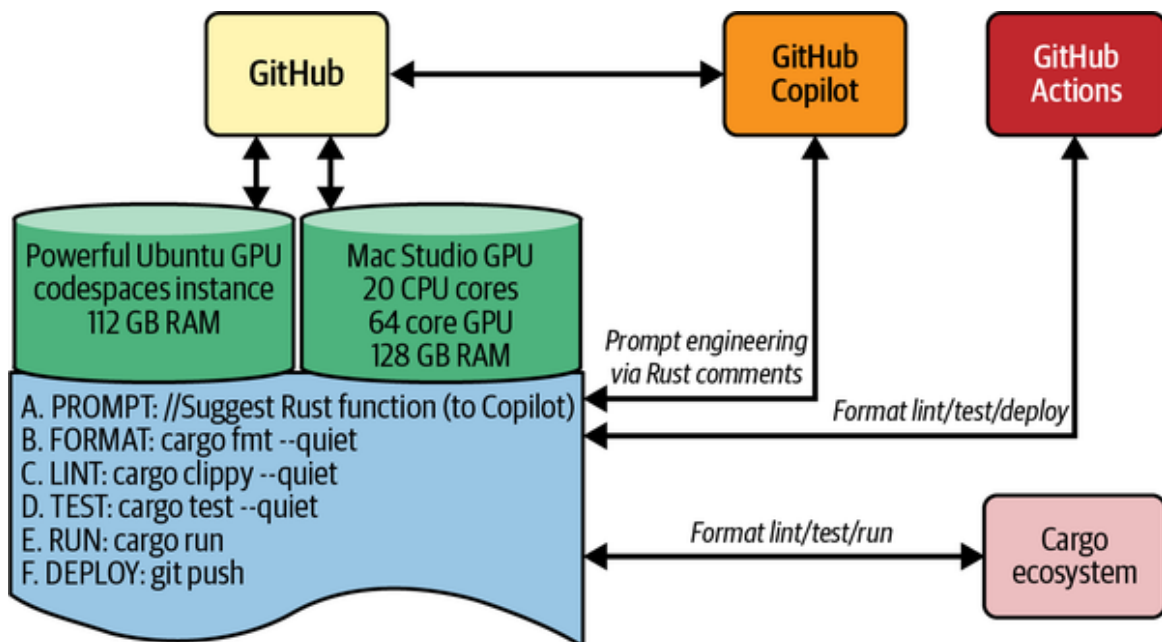 GitHub
GitHub
Copilot
GitHub
Actions
Powerful Ubuntu GPU
codespaces instance
112 GB RAM
Mac Studio GPU
20 CPU cores
64 core GPU
128 GB RAM
Prompt engineering
via Rust comments
Format lint/test/deploy
A. PROMPT: //Suggest Rust function (to Copilot)
B. FORMAT: cargo fmt --quiet
C. LINT: cargo clippy --quiet
D. TEST: cargo test --quiet
E. RUN: cargo run
F. DEPLOY: git push
Format lint/test/run
Cargo
ecosystem